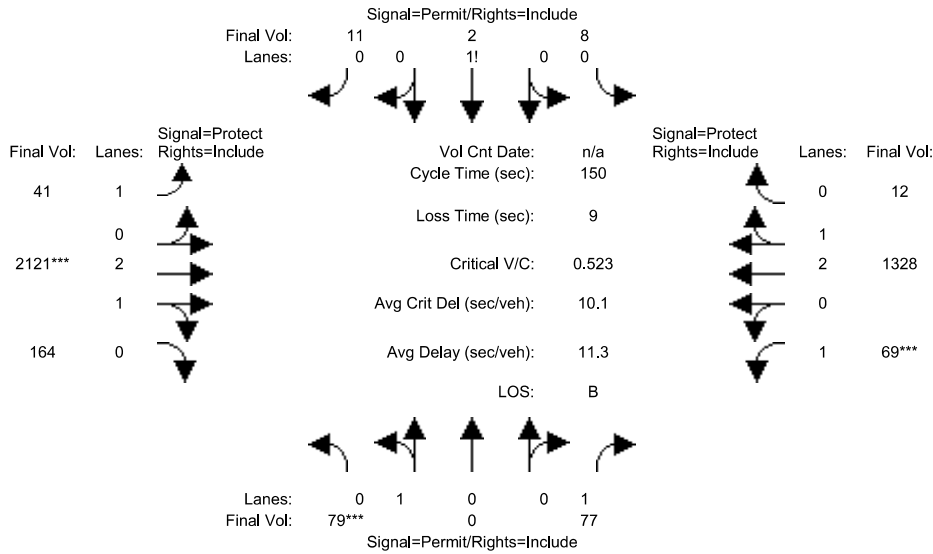 Signal=Permit/Rights=Include
Final Vol: 11 2 8
Lanes: 0 0 1! 0 0
Signal=Protect Signal=Protect
Final Vol: Lanes: Rights=Include Vol Cnt Date: n/a Rights=Include Lanes: Final Vol:
Cycle Time (sec): 150
41 1 0 12
Loss Time (sec): 9
0 1
2121*** 2 Critical V/C: 0.523 2 1328
1 Avg Crit Del (sec/veh): 10.1 0
164 0 Avg Delay (sec/veh): 11.3 1 69***
LOS: B
Lanes: 0 1 0 0 1
Final Vol: 79*** 0 77
Signal=Permit/Rights=Include